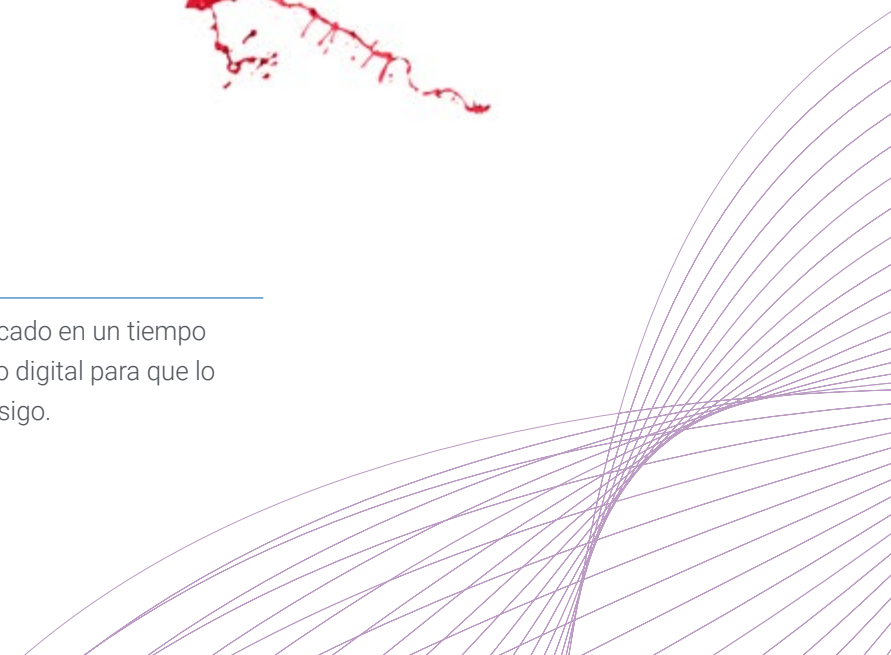 cado en un tiempo
o digital para que lo
sigo.